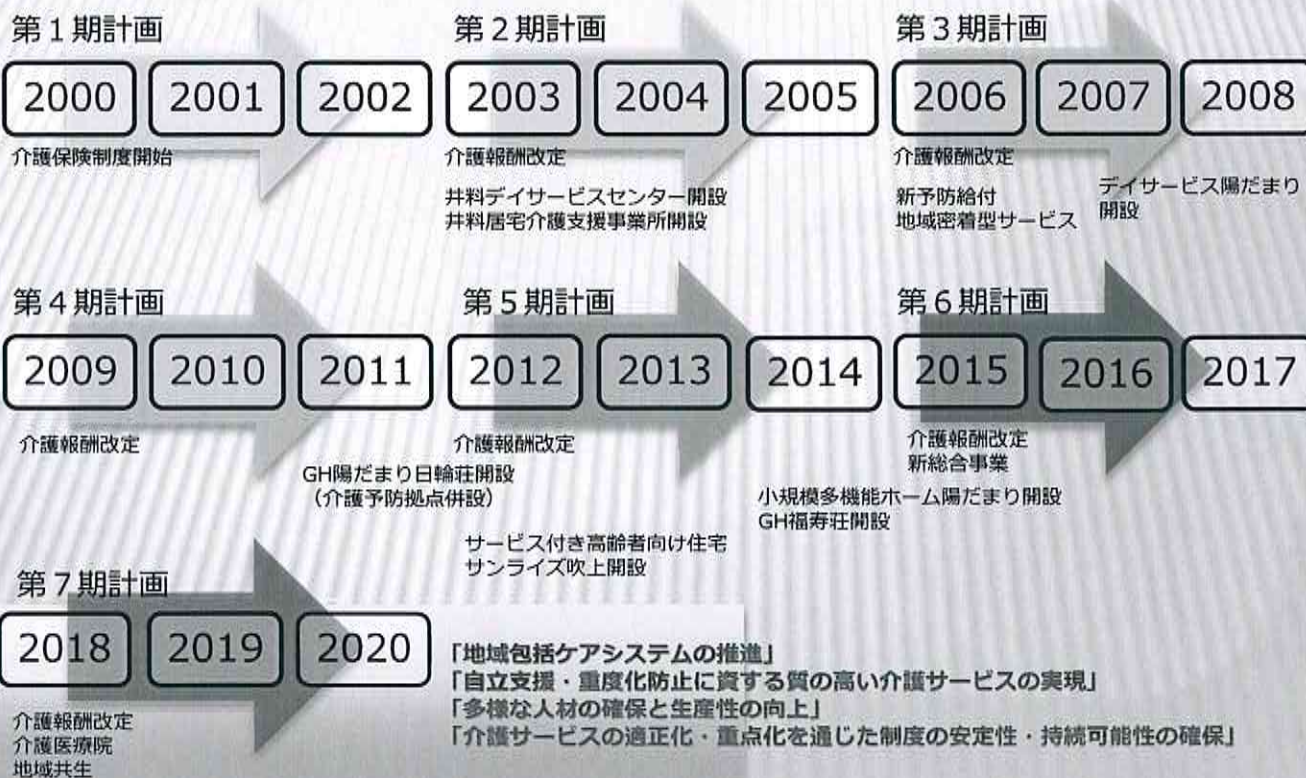 第1期計画
2000 2001 2002
介護保険制度開始
第2期計画
2003 2004 2005
介護報酬改定
井料デイサービスセンター開設
井料居宅介護支援事業所開設
第3期計画
2006 2007 2008
介護報酬改定
新予防給付
地域密着型サービス
デイサービス陽だまり
開設
第4期計画
2009 2010 2011
介護報酬改定
GH陽だまり日輪荘開設
(介護予防拠点併設)
第5期計画
2012 2013 2014
介護報酬改定
サービス付き高齢者向け住宅
サンライズ吹上開設
小規模多機能ホーム陽だまり開設
GH福寿荘開設
第6期計画
2015 2016 2017
介護報酬改定
新総合事業
第7期計画
2018 2019 2020
介護報酬改定
介護医療院
地域共生
「地域包括ケアシステムの推進」
「自立支援・重度化防止に資する質の高い介護サービスの実現」
「多様な人材の確保と生産性の向上」
「介護サービスの適正化・重点化を通じた制度の安定性・持続可能性の確保」